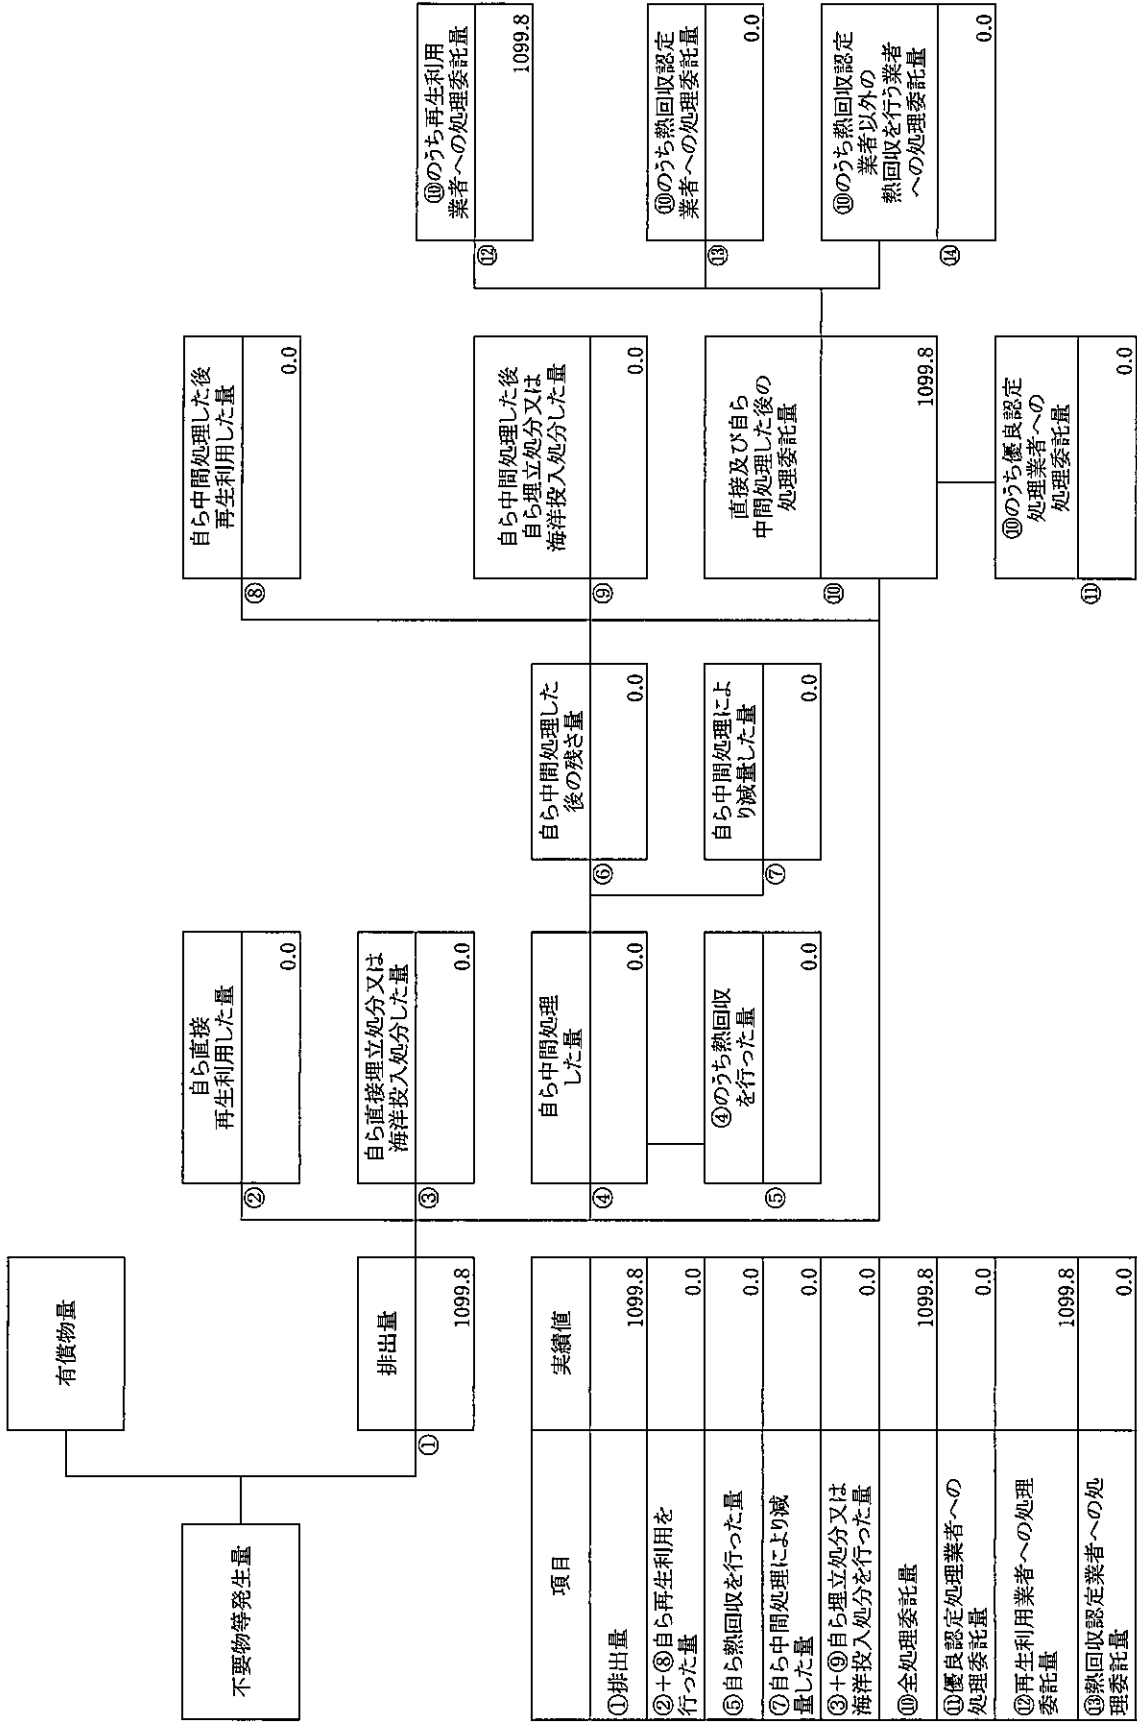 不要物等発生量
有償物量
①
排出量
1099.8
②
自ら直接
再生利用した量
0.0
③
自ら直接埋立処分又は
海洋投入処分した量
0.0
④
自ら中間処理
した量
0.0
⑤
④のうち熱回収
を行った量
0.0
⑥
自ら中間処理した
後の残さ量
0.0
⑦
自ら中間処理によ
り減量した量
0.0
⑧
自ら中間処理した後
再生利用した量
0.0
⑨
自ら中間処理した後
自ら埋立処分又は
海洋投入処分した量
0.0
⑩
直接及び自ら
中間処理した後の
処理委託量
1099.8
⑪
⑩のうち優良認定
処理業者への
処理委託量
0.0
⑫
⑩のうち再生利用
業者への処理委託量
1099.8
⑬
⑩のうち熱回収認定
業者への処理委託量
0.0
⑭
⑩のうち熱回収認定
業者以外の
熱回収を行う業者
への処理委託量
0.0
項目 実績値
①排出量 1099.8
②+⑧自ら再生利用を
行った量 0.0
⑤自ら熱回収を行った量 0.0
⑦自ら中間処理により減
量した量 0.0
③+⑨自ら埋立処分又は
海洋投入処分を行った量 0.0
⑩全処理委託量 1099.8
⑪優良認定処理業者への
処理委託量 0.0
⑫再生利用業者への処理
委託量 1099.8
⑬熱回収認定業者への処
理委託量 0.0